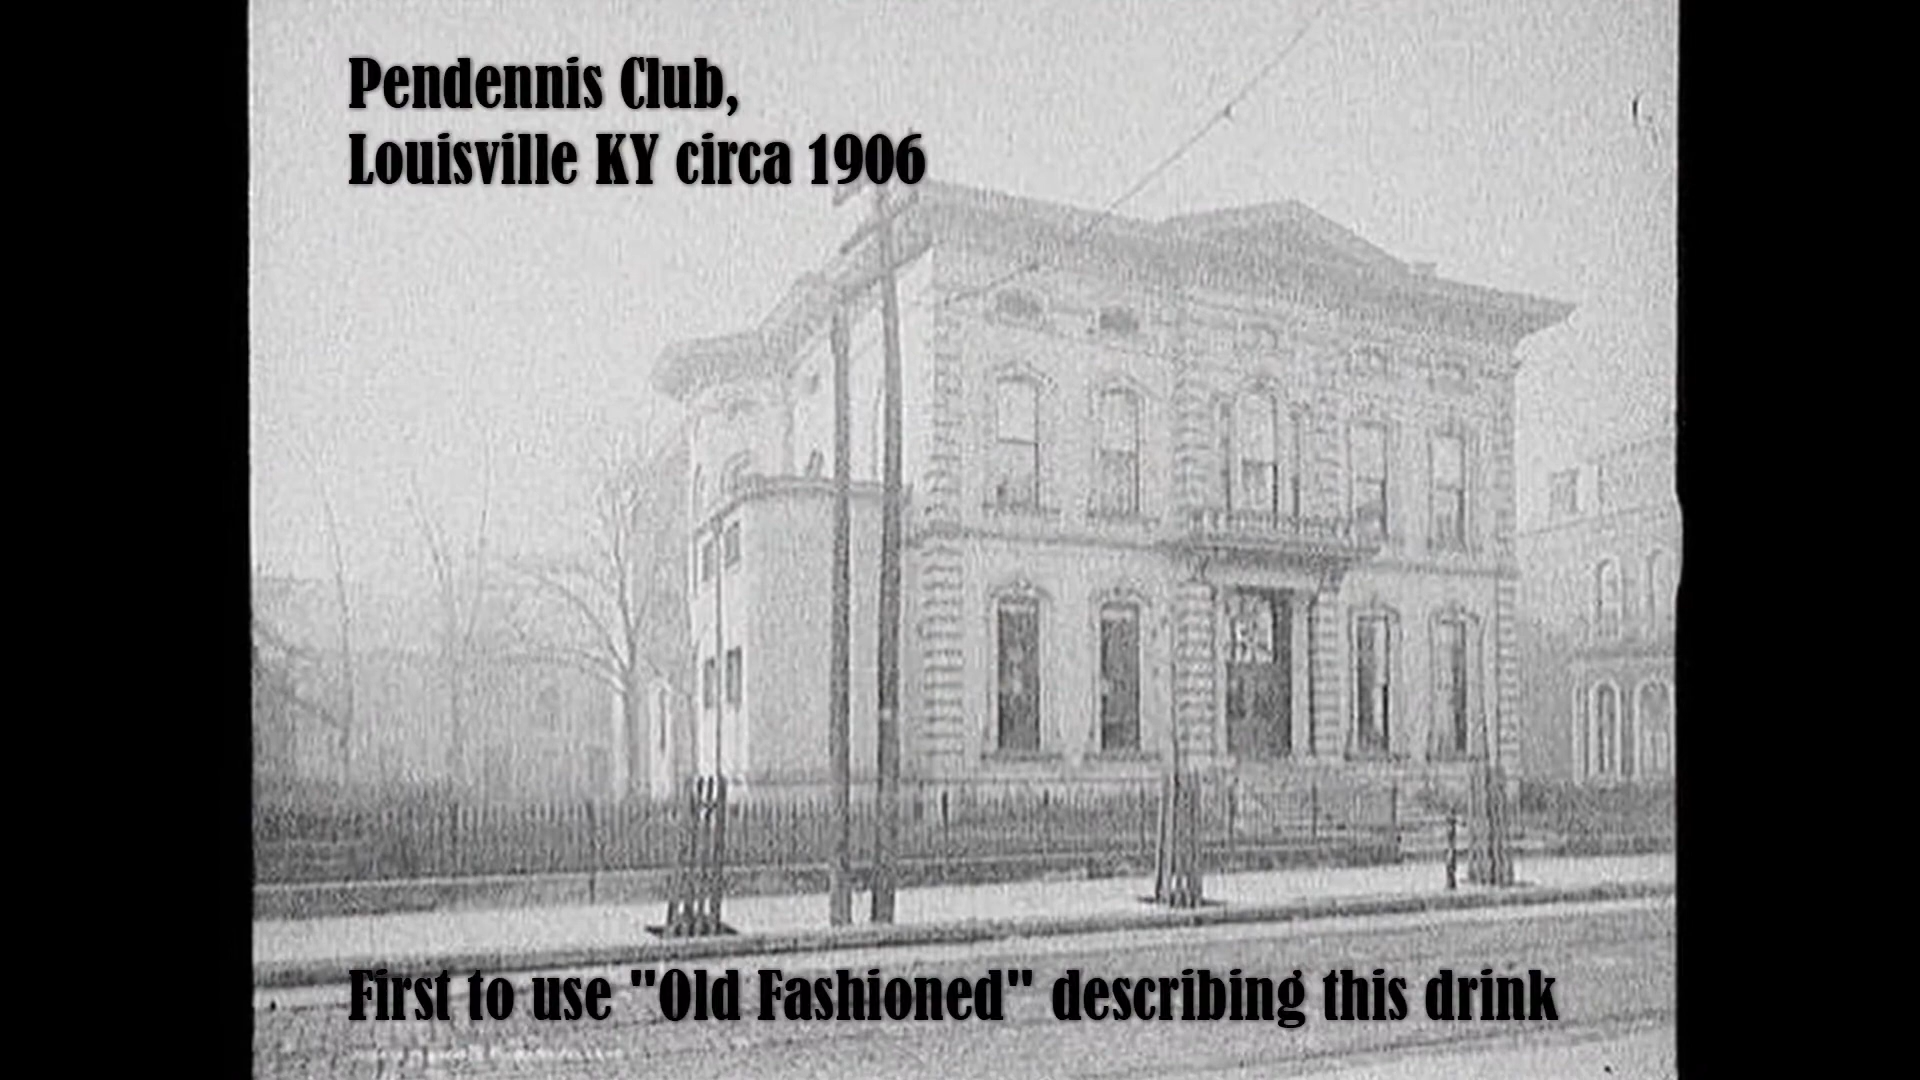 Pendennis Club,
Louisville KY circa 1906
First to use "Old Fashioned" describing this drink